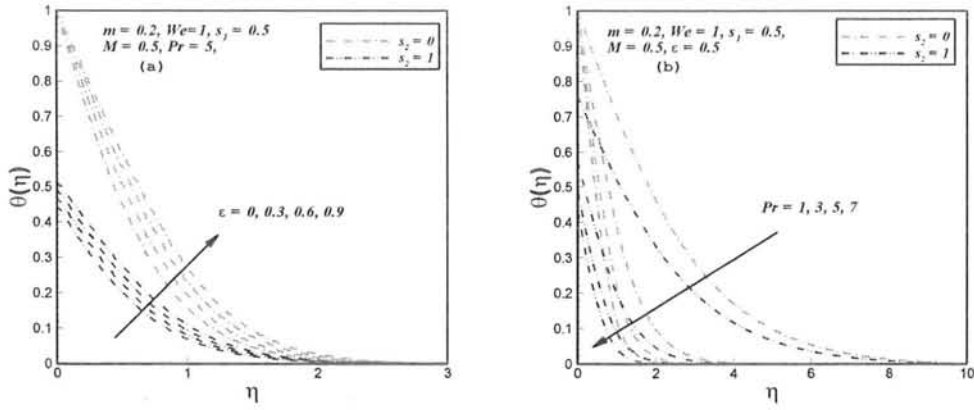 m = 0.2, We=1, s₁ = 0.5
M = 0.5, Pr = 5,
(a)
s₂ = 0
s₂ = 1
ε = 0, 0.3, 0.6, 0.9
θ(η)
1
0.9
0.8
0.7
0.6
0.5
0.4
0.3
0.2
0.1
0
0
1
2
3
η
m = 0.2, We = 1, s₁ = 0.5,
M = 0.5, ε = 0.5
(b)
s₂ = 0
s₂ = 1
Pr = 1, 3, 5, 7
θ(η)
1
0.9
0.8
0.7
0.6
0.5
0.4
0.3
0.2
0.1
0
0
2
4
6
8
10
η